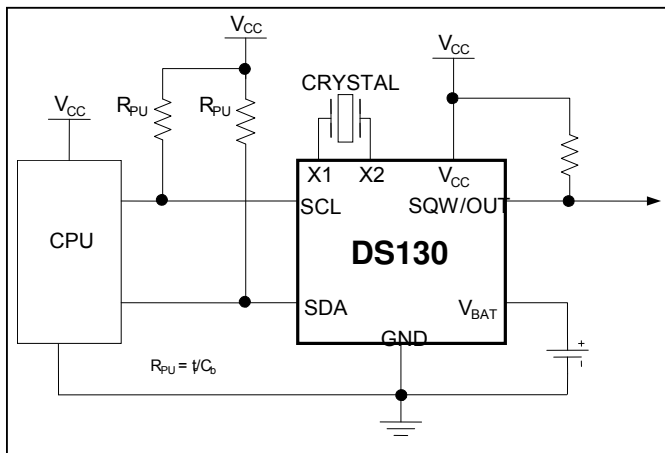 VCC
VCC
CRYSTAL
VCC
RPU
RPU
X1
X2
VCC
CPU
SCL
SQW/OUT
DS130
SDA
VBAT
GND
+
−
RPU = t/Cb